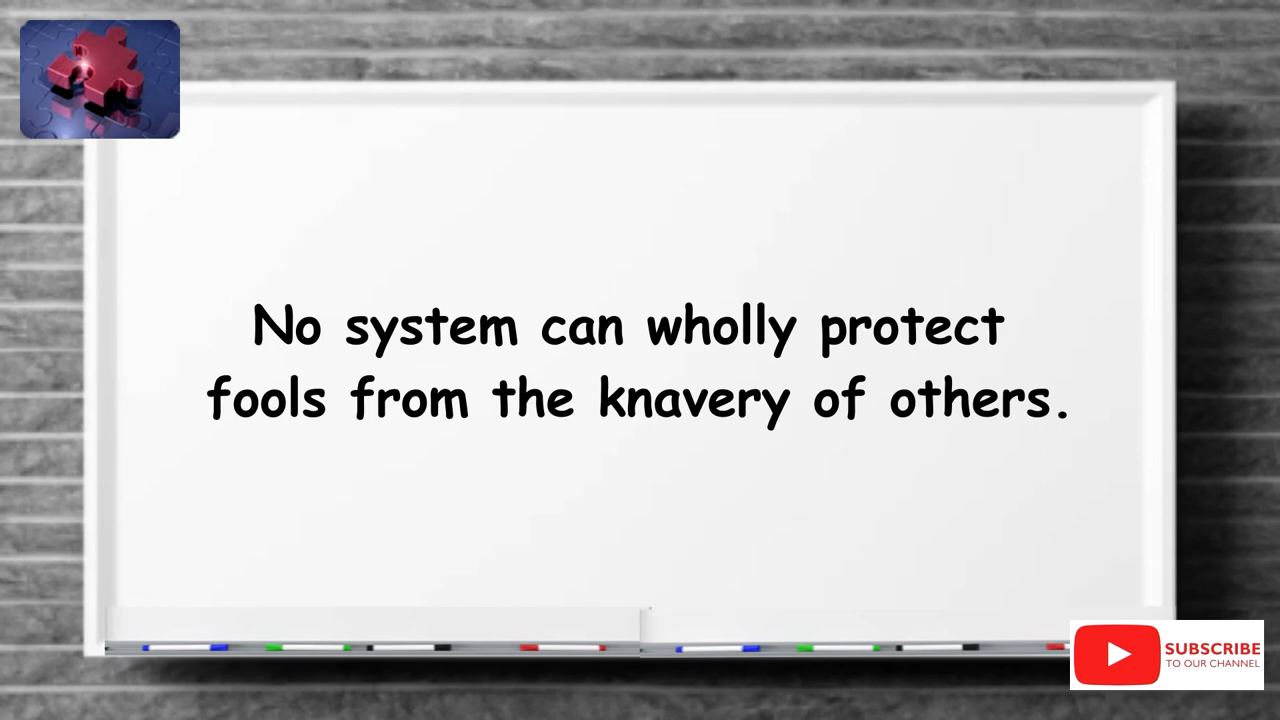 No system can wholly protect
fools from the knavery of others.
SUBSCRIBE
TO OUR CHANNEL